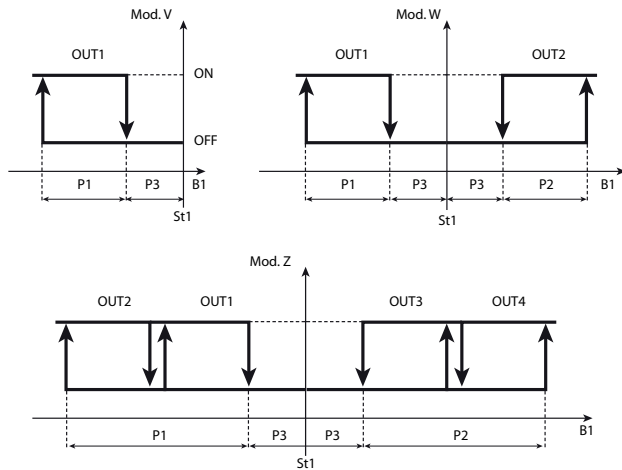 Mod. V
OUT1
ON
OFF
P1 P3 B1
St1
Mod. W
OUT1 OUT2
P1 P3 P3 P2 B1
St1
Mod. Z
OUT2 OUT1 OUT3 OUT4
P1 P3 P3 P2 B1
St1